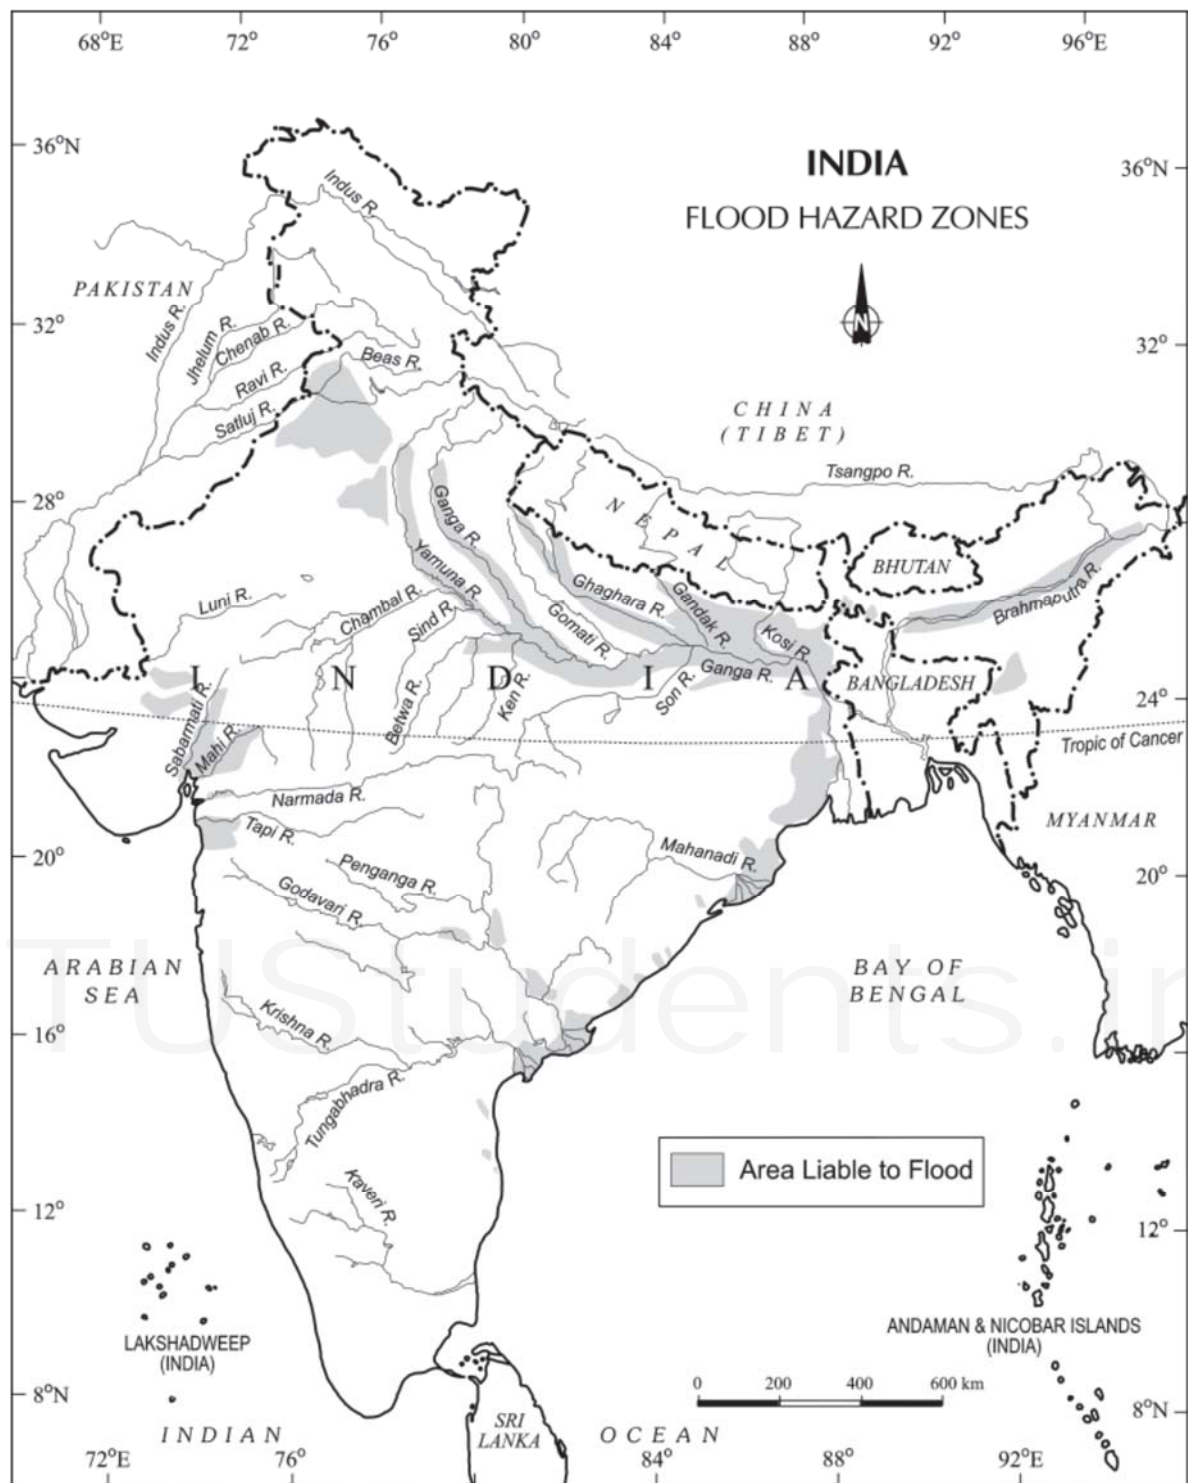 68°E 72° 76° 80° 84° 88° 92° 96°E
36°N
INDIA
36°N
FLOOD HAZARD ZONES
Indus R.
N
PAKISTAN
Indus R.
Jhelum R.
Chenab R.
32°
32°
Beas R.
Ravi R.
Satluj R.
CHINA
(TIBET)
Tsangpo R.
28°
Ganga R.
NEPAL
Yamuna R.
BHUTAN
Luni R.
Chambal R.
Sind R.
Ghaghara R.
Gomati R.
Gandak R.
Kosi R.
Brahmaputra R.
I N D I A
Ganga R.
BANGLADESH
Sabarmati R.
Mahi R.
Betwa R.
Ken R.
Son R.
24°
Tropic of Cancer
Narmada R.
Tapi R.
MYANMAR
20°
Penganga R.
Mahanadi R.
20°
Godavari R.
TUStudents.in
ARABIAN
SEA
BAY OF
BENGAL
Krishna R.
16°
Tungabhadra R.
Area Liable to Flood
Kaveri R.
12°
12°
LAKSHADWEEP
(INDIA)
ANDAMAN & NICOBAR ISLANDS
(INDIA)
0 200 400 600 km
8°N
8°N
SRI
LANKA
INDIAN OCEAN
72°E 76° 84° 88° 92°E